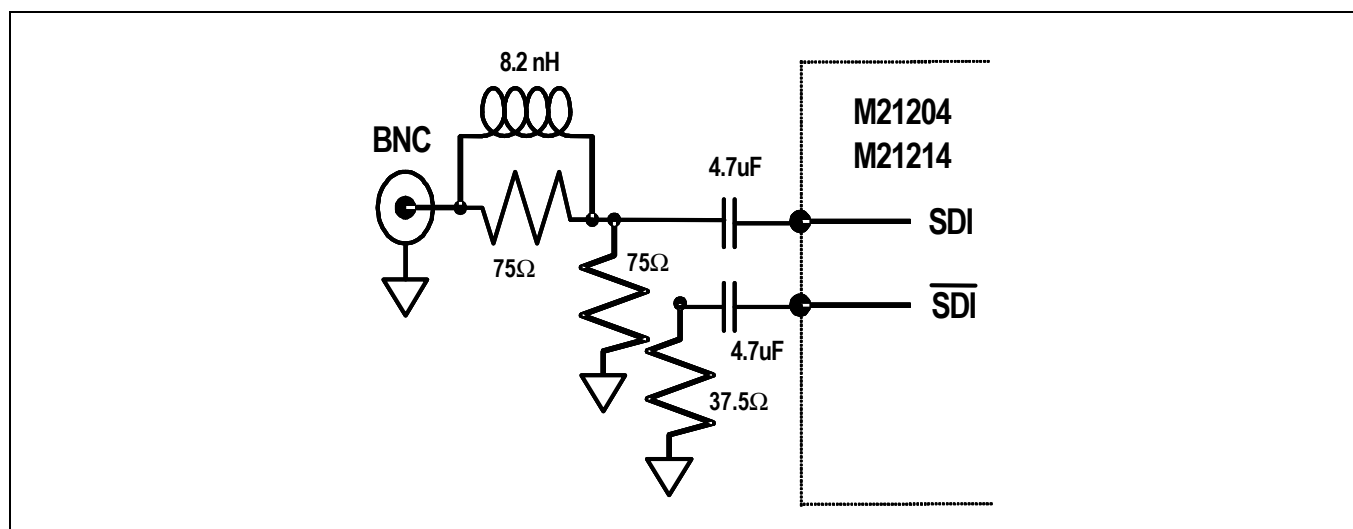 8.2 nH
BNC
M21204
M21214
4.7uF
SDI
75Ω
75Ω
SDI
4.7uF
37.5Ω